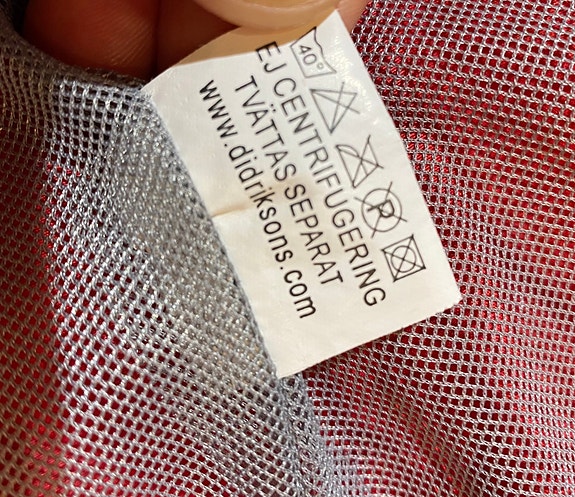 40°
P
EJ CENTRIFUGERING
TVÄTTAS SEPARAT
www.didriksons.com